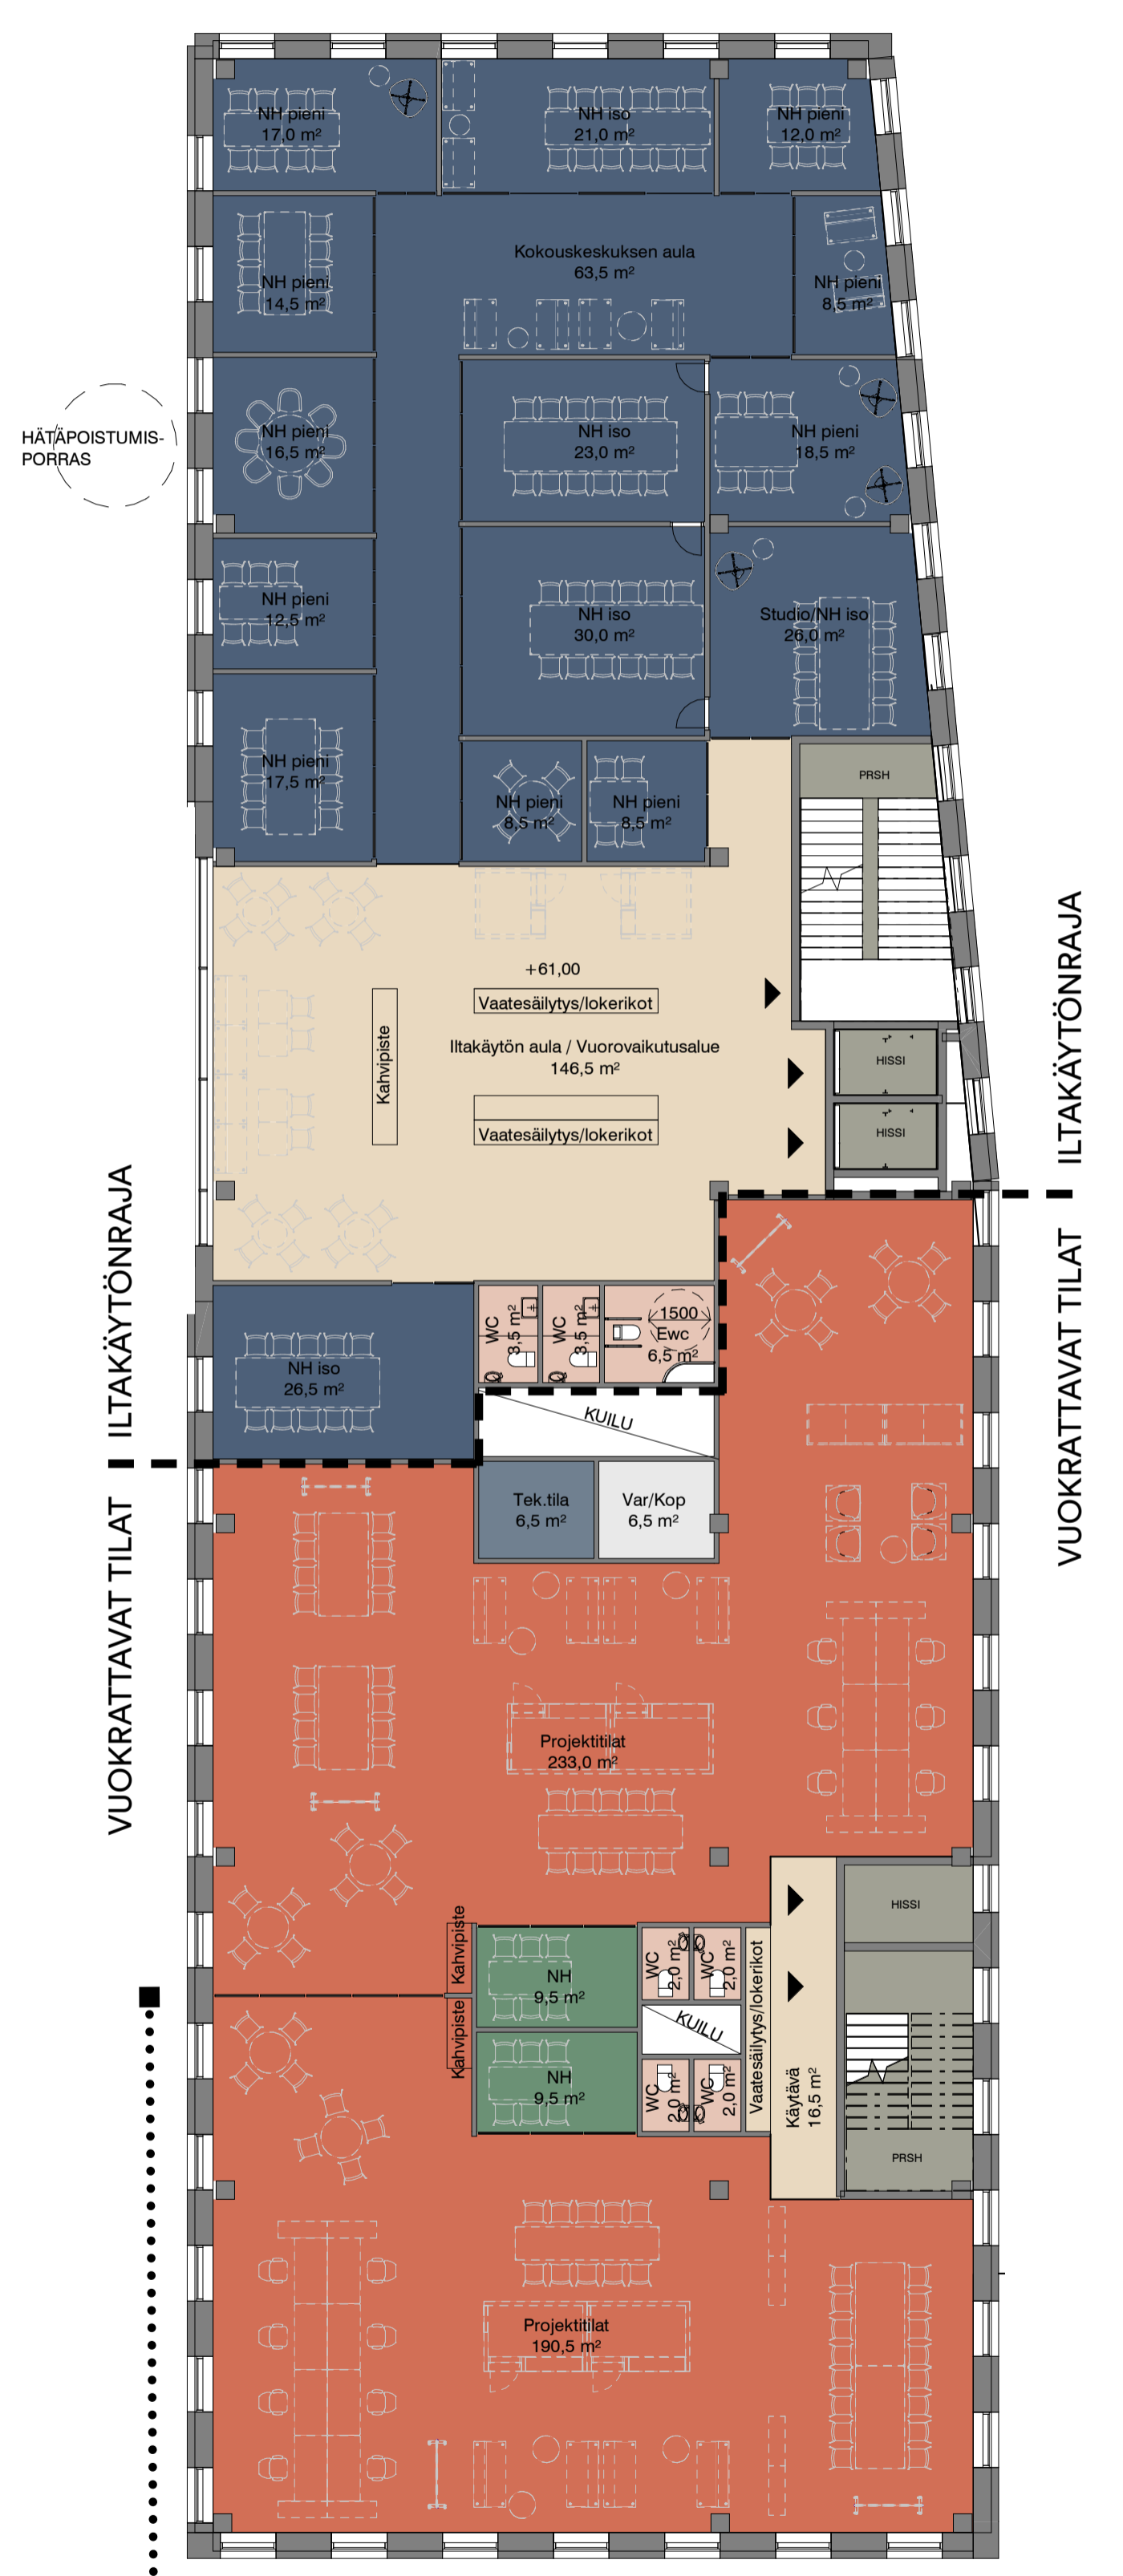 NH pieni
17,0 m²
NH iso
21,0 m²
NH pieni
12,0 m²
Kokouskeskuksen aula
63,5 m²
NH pieni
14,5 m²
NH pieni
8,5 m²
HÄTÄPOISTUMIS-
PORRAS
NH pieni
16,5 m²
NH iso
23,0 m²
NH pieni
18,5 m²
NH pieni
12,5 m²
NH iso
30,0 m²
Studio/NH iso
26,0 m²
NH pieni
17,5 m²
NH pieni
8,5 m²
NH pieni
8,5 m²
PRSH
+61,00
Vaatesäilytys/lokerikot
Kahvipiste
Iltakäytön aula / Vuorovaikutusalue
146,5 m²
Vaatesäilytys/lokerikot
HISSI
HISSI
ILTAKÄYTÖNRAJA
VUOKRATTAVAT TILAT
ILTAKÄYTÖNRAJA
VUOKRATTAVAT TILAT
NH iso
26,5 m²
WC
3,5 m²
WC
3,5 m²
1500
Ewc
6,5 m²
KUILU
Tek.tila
6,5 m²
Var/Kop
6,5 m²
Projektitilat
233,0 m²
Kahvipiste
Kahvipiste
NH
9,5 m²
NH
9,5 m²
WC
2,0 m²
WC
2,0 m²
KUILU
WC
2,0 m²
WC
2,0 m²
Vaatesäilytys/lokerikot
Käytävä
16,5 m²
HISSI
PRSH
Projektitilat
190,5 m²